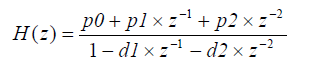 H(z) = (p0 + p1 × z⁻¹ + p2 × z⁻²) / (1 − d1 × z⁻¹ − d2 × z⁻²)